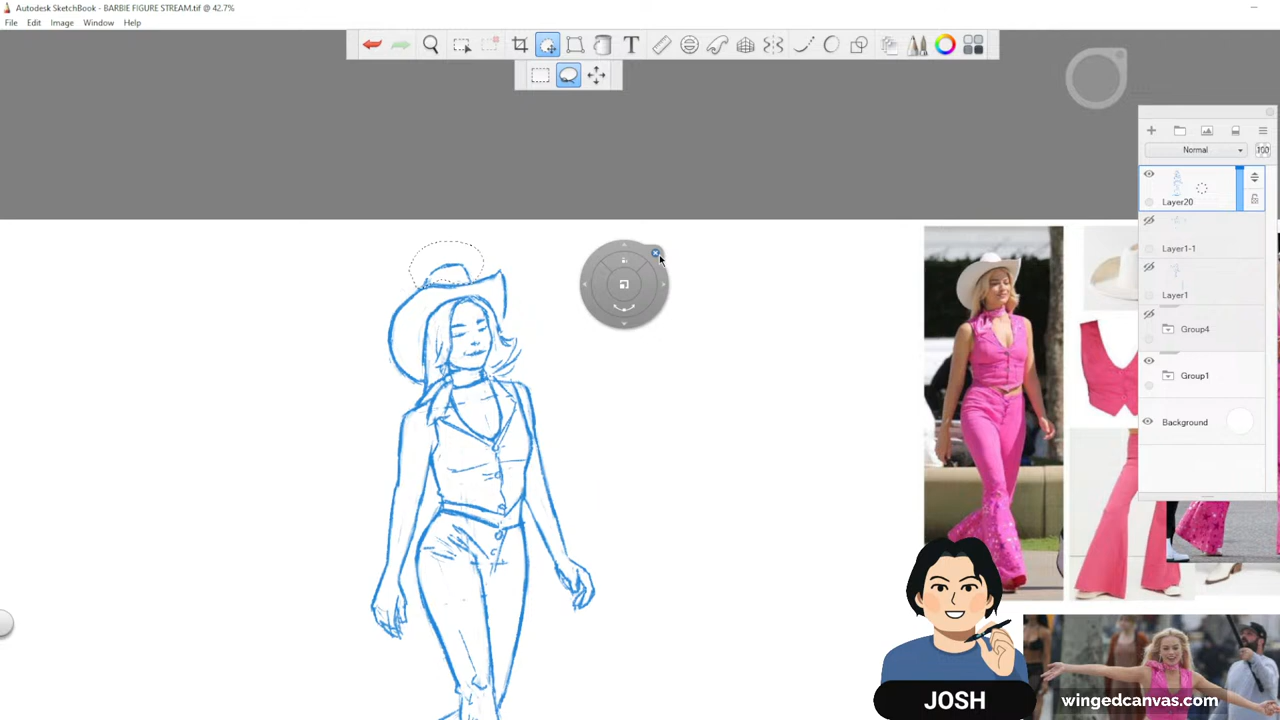 Autodesk SketchBook - BARBIE FIGURE STREAM.tif @ 42.7%
File Edit Image Window Help
T
Normal
100
Layer20
Layer1-1
Layer1
Group4
Group1
Background
JOSH
wingedcanvas.com